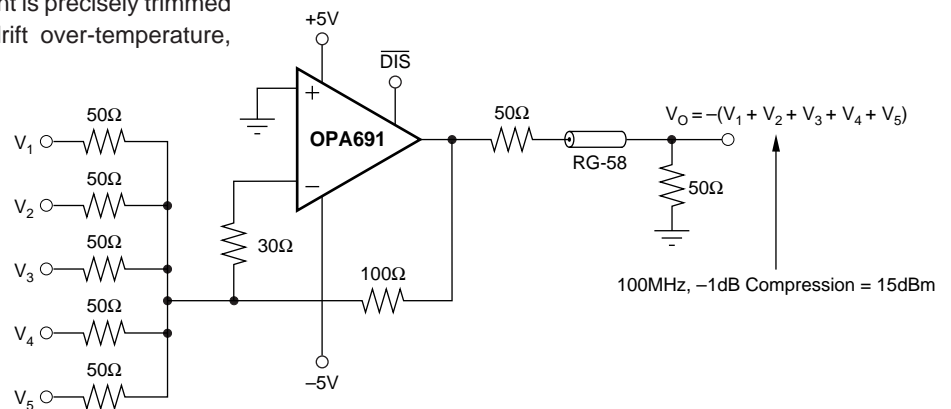 nt is precisely trimmed
rift over-temperature,
+5V
DIS
50Ω
V1
50Ω
V2
50Ω
V3
50Ω
V4
50Ω
V5
+
OPA691
–
30Ω
100Ω
–5V
50Ω
RG-58
50Ω
VO = –(V1 + V2 + V3 + V4 + V5)
100MHz, –1dB Compression = 15dBm